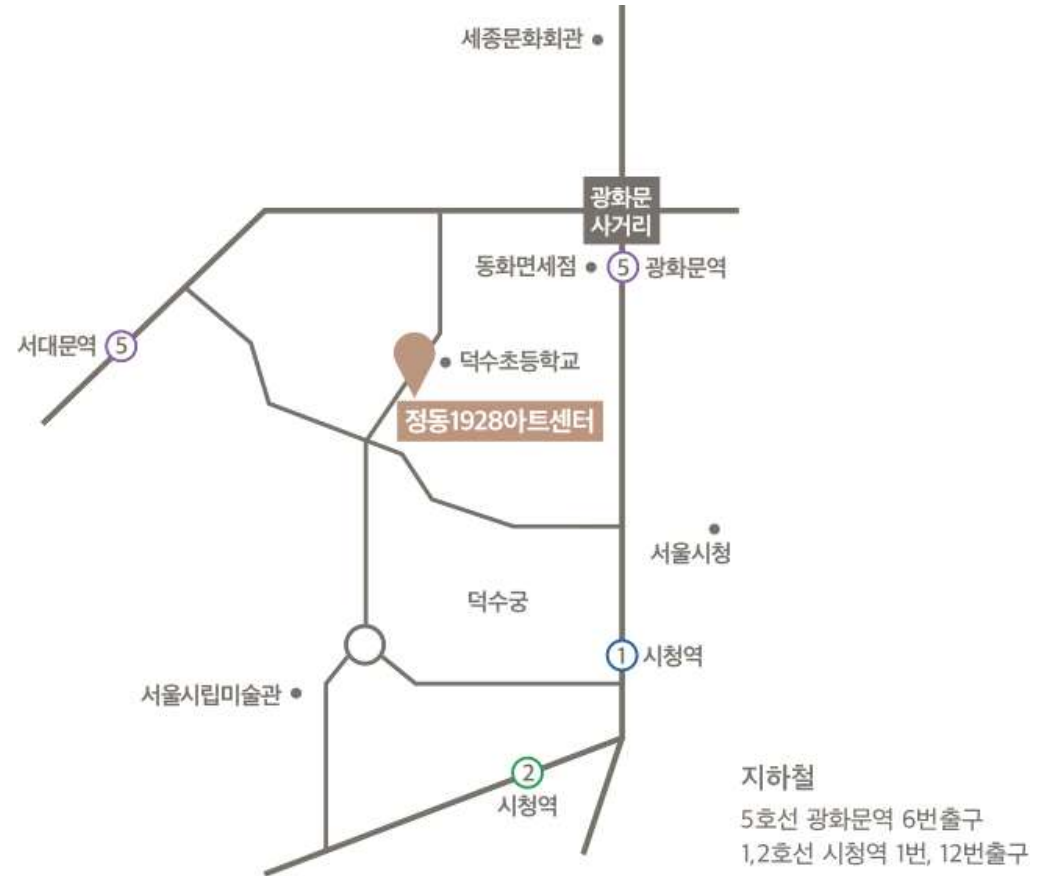 세종문화회관
광화문
사거리
동화면세점
5 광화문역
서대문역 5
덕수초등학교
정동1928아트센터
서울시청
덕수궁
1 시청역
서울시립미술관
2
시청역
지하철
5호선 광화문역 6번출구
1,2호선 시청역 1번, 12번출구